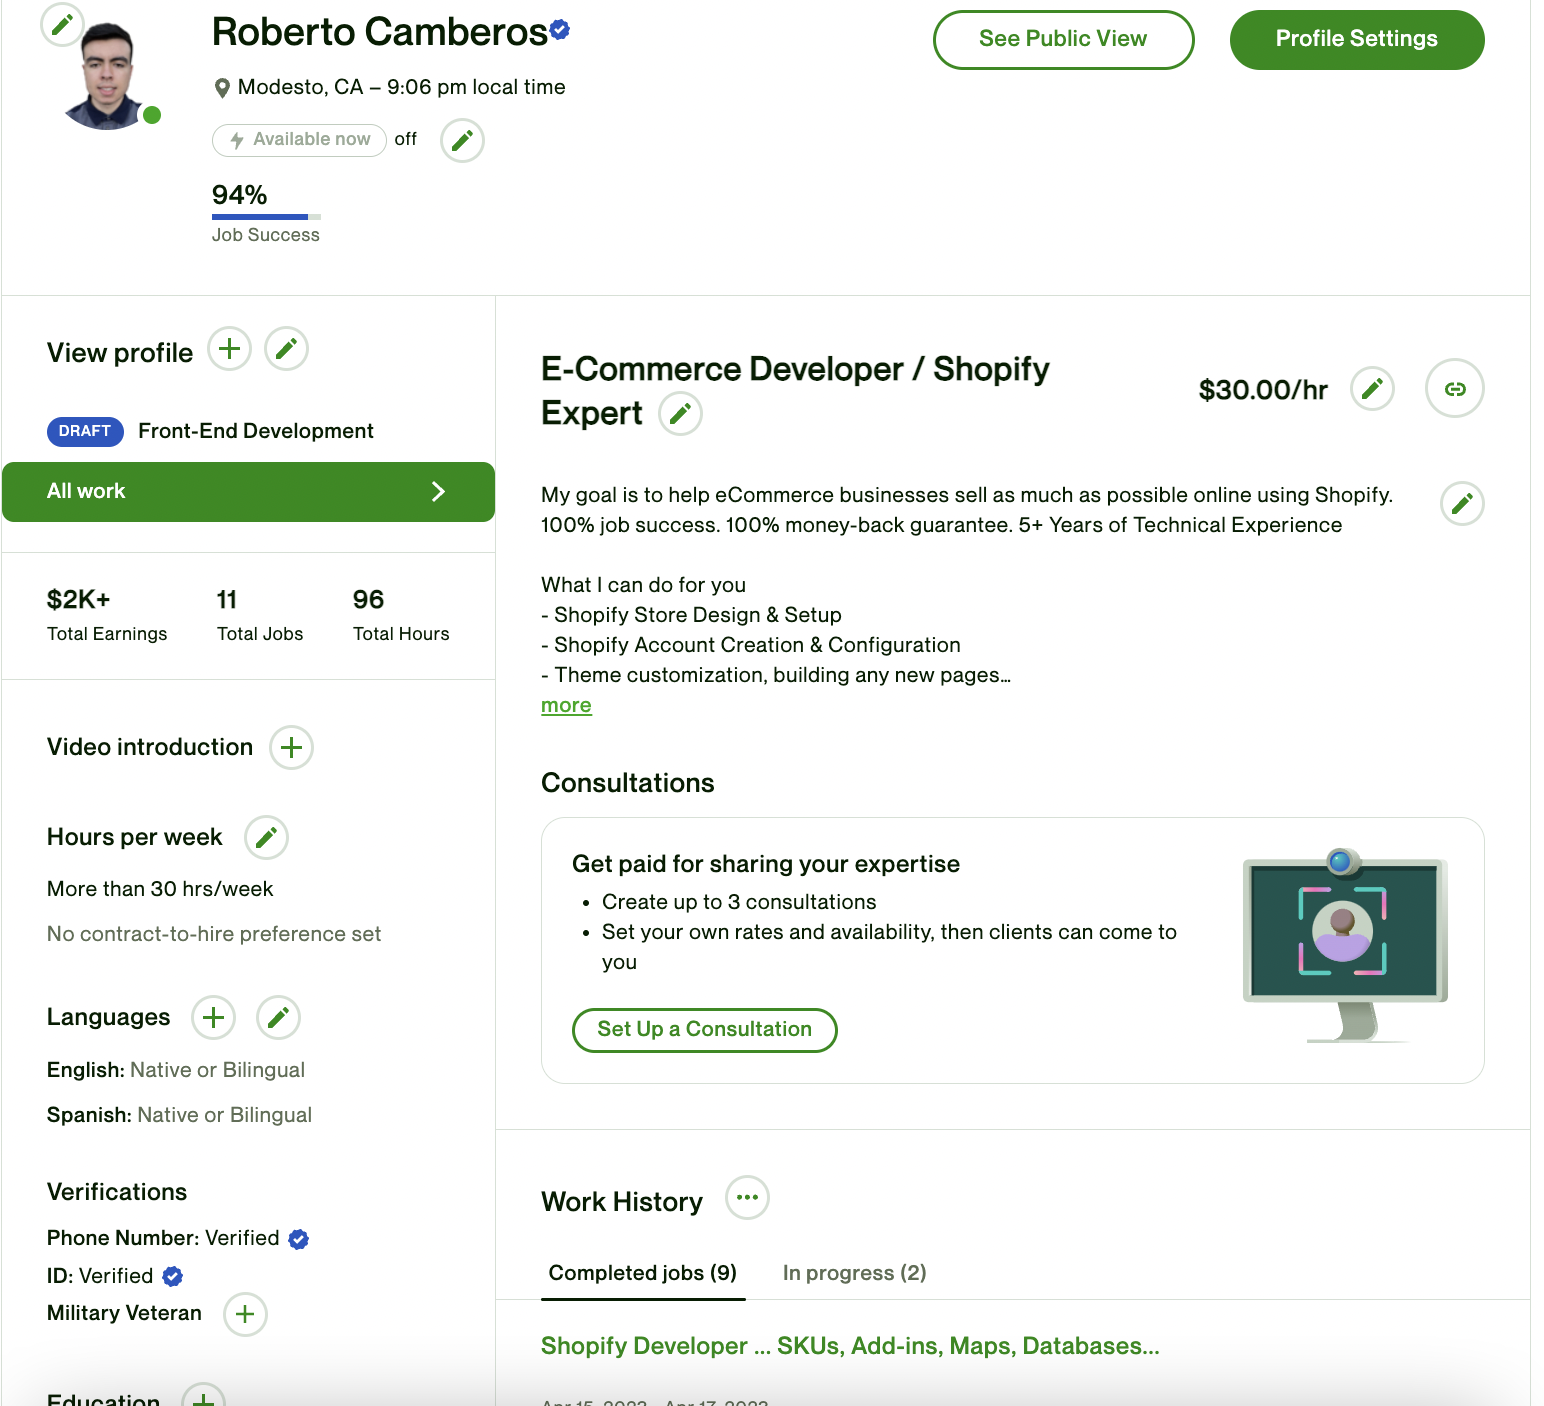 Roberto Camberos
Modesto, CA – 9:06 pm local time
Available now off
94%
Job Success
See Public View
Profile Settings
View profile
DRAFT Front-End Development
All work
$2K+ 11 96
Total Earnings Total Jobs Total Hours
Video introduction
Hours per week
More than 30 hrs/week
No contract-to-hire preference set
Languages
English: Native or Bilingual
Spanish: Native or Bilingual
Verifications
Phone Number: Verified
ID: Verified
Military Veteran
Education
E-Commerce Developer / Shopify
Expert
$30.00/hr
My goal is to help eCommerce businesses sell as much as possible online using Shopify.
100% job success. 100% money-back guarantee. 5+ Years of Technical Experience
What I can do for you
- Shopify Store Design & Setup
- Shopify Account Creation & Configuration
- Theme customization, building any new pages…
more
Consultations
Get paid for sharing your expertise
• Create up to 3 consultations
• Set your own rates and availability, then clients can come to
you
Set Up a Consultation
Work History
Completed jobs (9) In progress (2)
Shopify Developer ... SKUs, Add-ins, Maps, Databases...